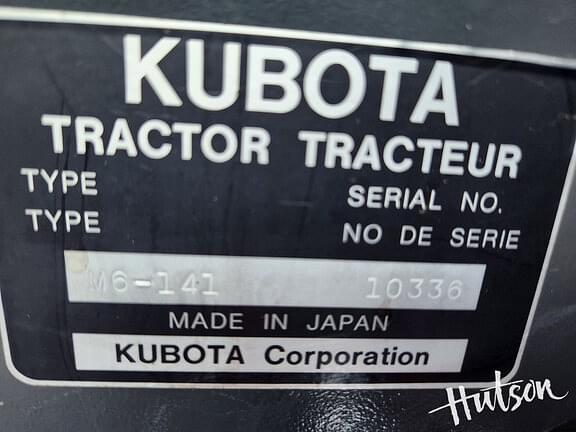 KUBOTA
TRACTOR TRACTEUR
TYPE SERIAL NO.
TYPE NO DE SERIE
M6-141 10336
MADE IN JAPAN
KUBOTA Corporation
Hutson